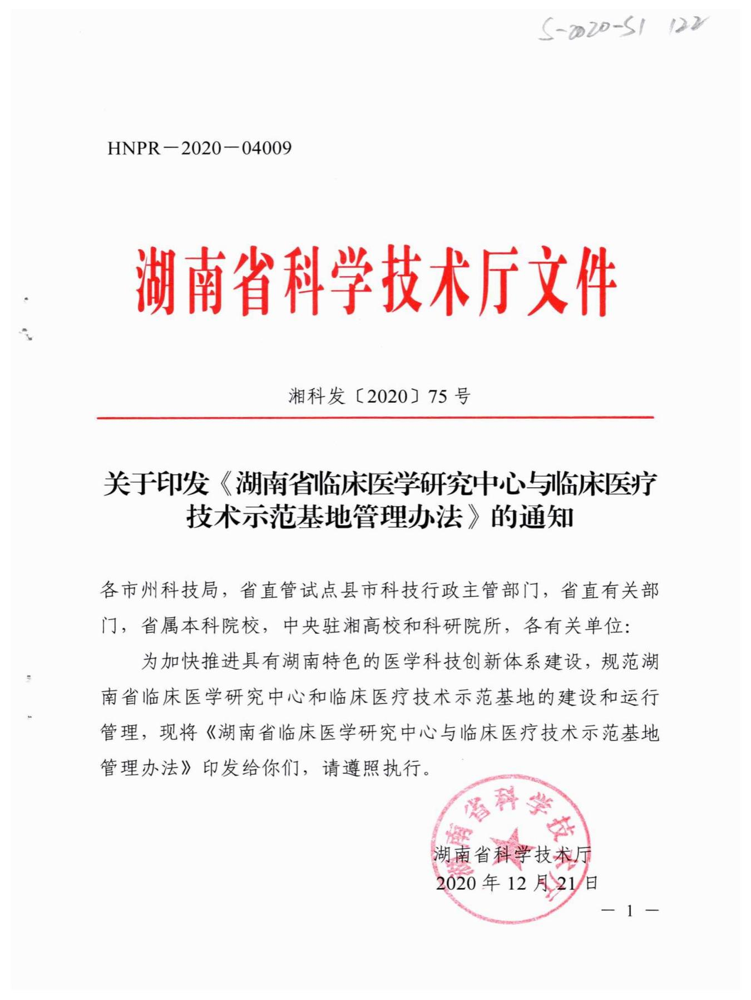 S-2020-51 122
HNPR－2020－04009
湖南省科学技术厅文件
湘科发〔2020〕75 号
关于印发《湖南省临床医学研究中心与临床医疗
技术示范基地管理办法》的通知
各市州科技局，省直管试点县市科技行政主管部门，省直有关部
门，省属本科院校，中央驻湘高校和科研院所，各有关单位：
为加快推进具有湖南特色的医学科技创新体系建设，规范湖
南省临床医学研究中心和临床医疗技术示范基地的建设和运行
管理，现将《湖南省临床医学研究中心与临床医疗技术示范基地
管理办法》印发给你们，请遵照执行。
湖南省科学技术厅
湖南省科学技术厅
2020 年 12 月 21 日
— 1 —